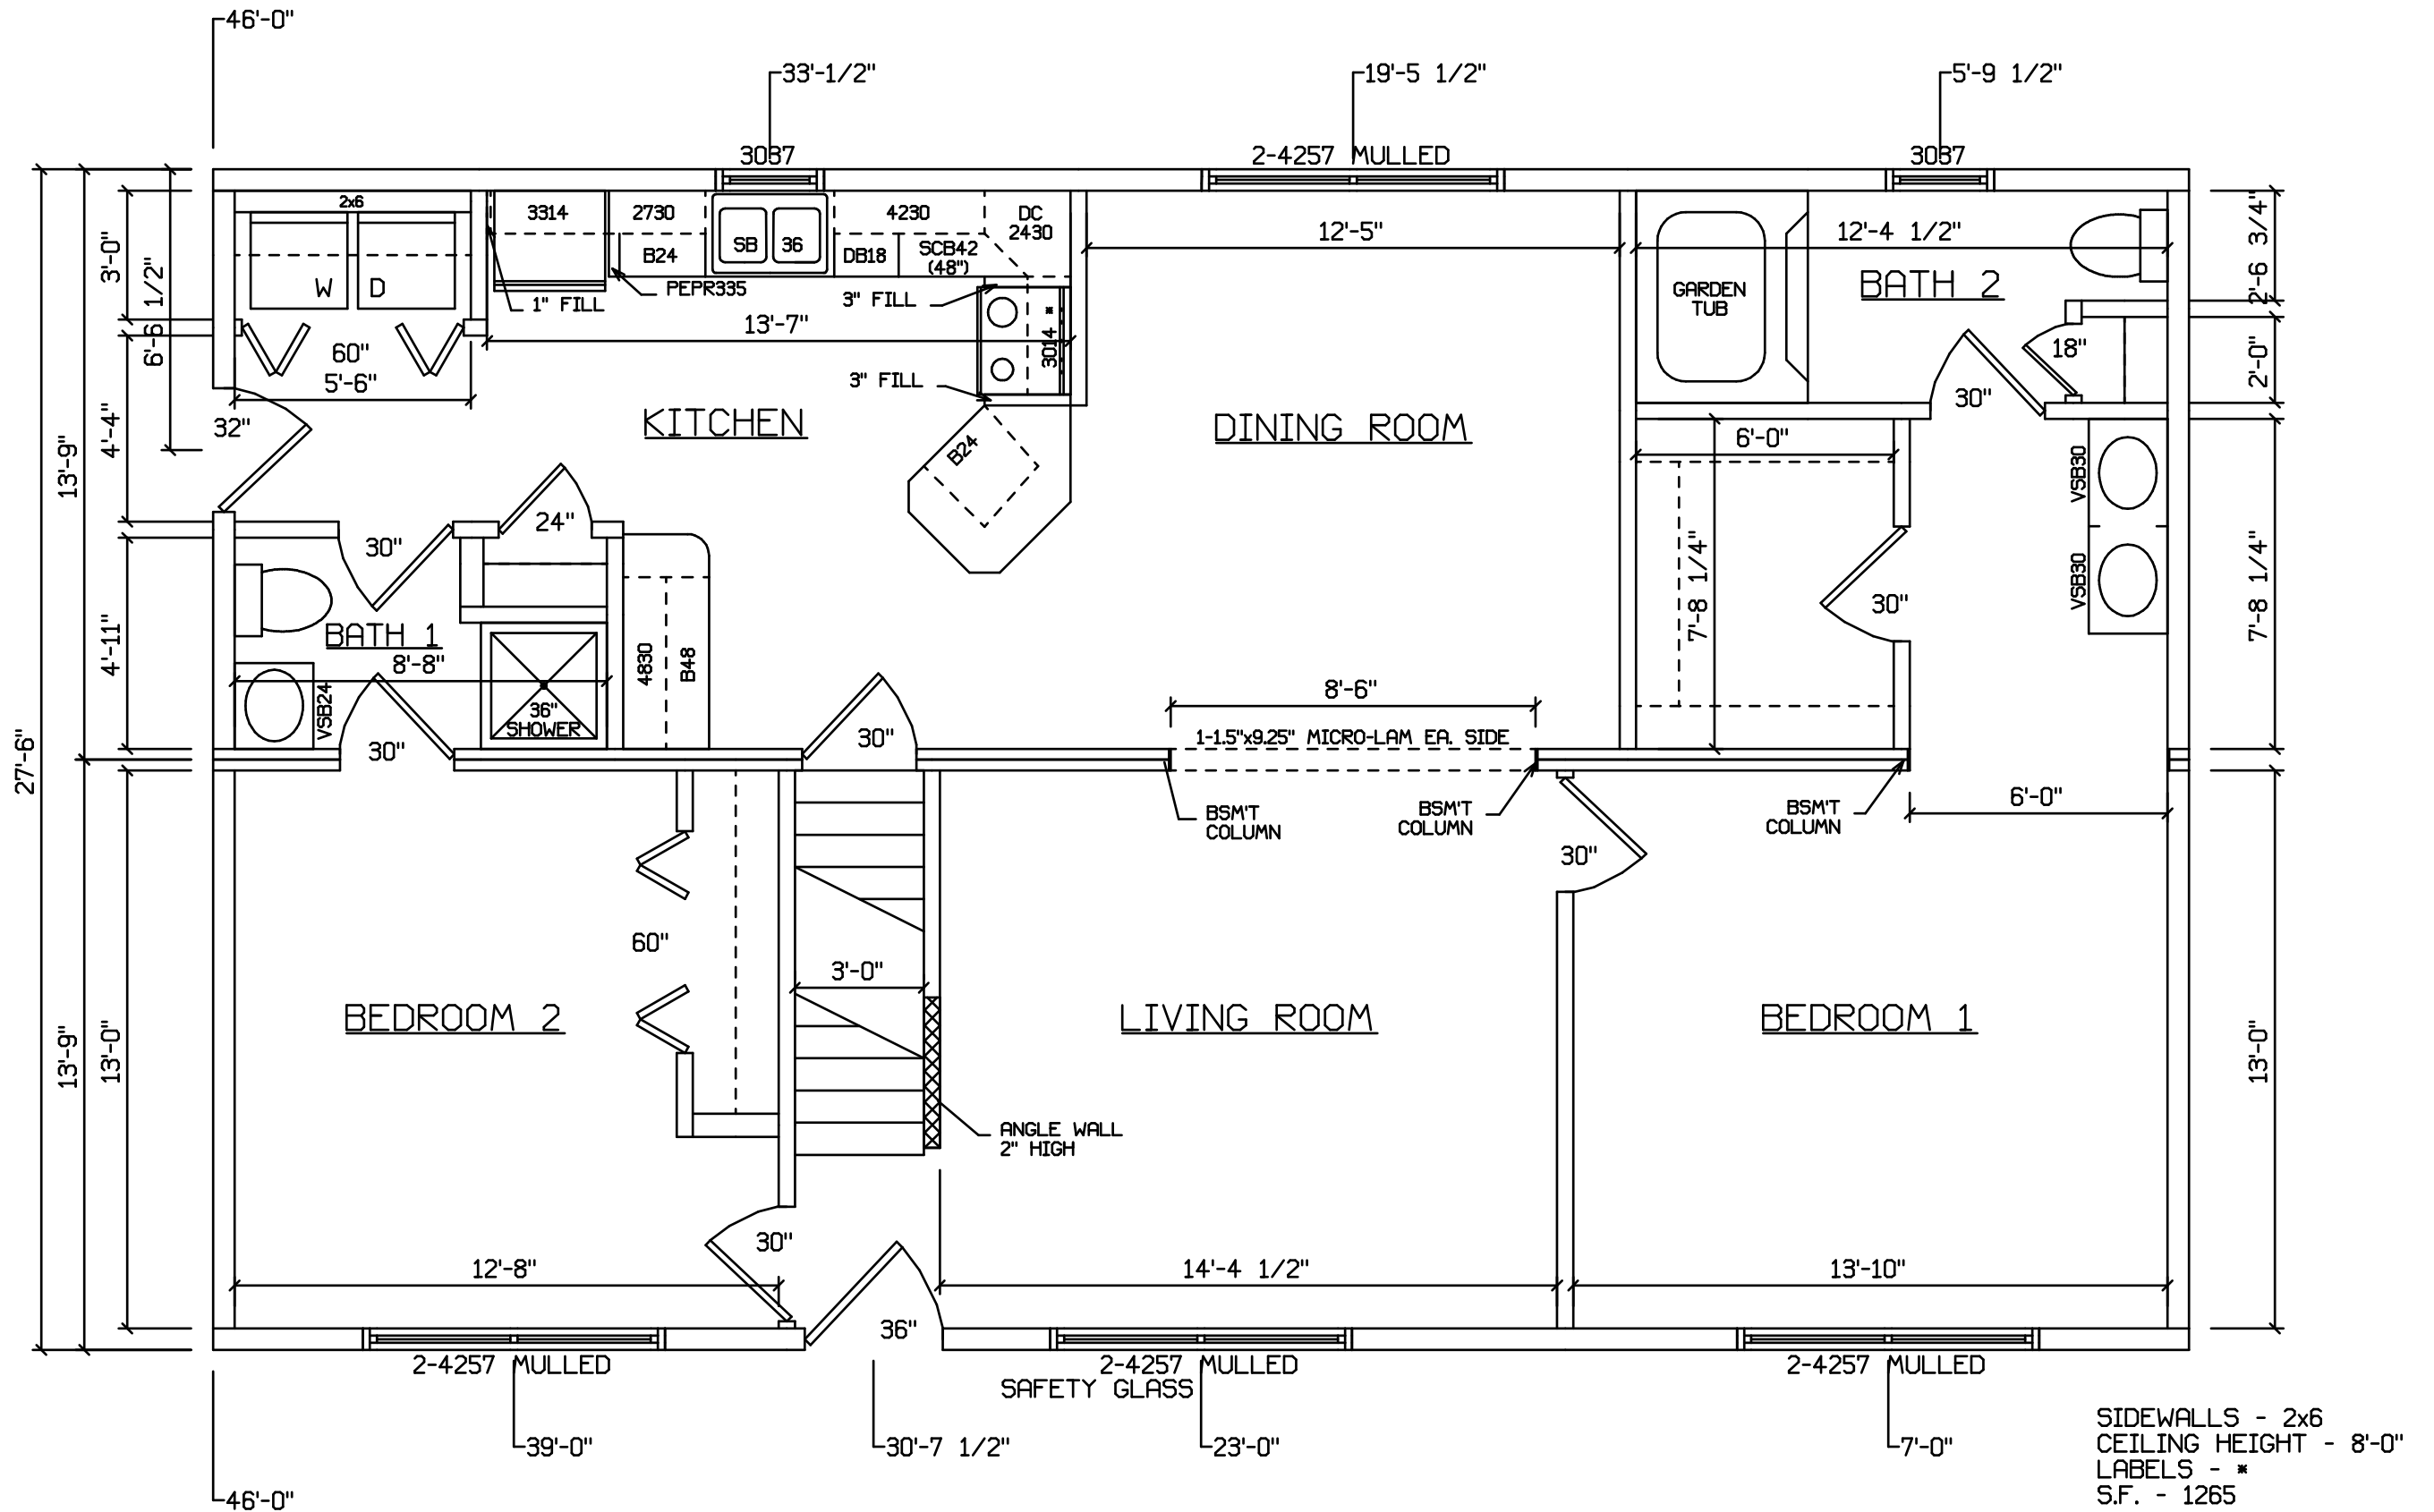 46'-0"
33'-1/2"
19'-5 1/2"
5'-9 1/2"
3037
2-4257 MULLED
3037
2x6
3314
2730
4230
DC
2430
SB 36
B24
DB18
SCB42
(48")
W D
PEPR335
1" FILL
3" FILL
13'-7"
3014 *
3" FILL
12'-5"
12'-4 1/2"
GARDEN
TUB
BATH 2
2'-6 3/4"
3'-0"
6'-6 1/2"
60"
5'-6"
18"
2'-0"
30"
32"
4'-4"
KITCHEN
DINING ROOM
B24
6'-0"
VSB30
13'-9"
24"
30"
7'-8 1/4"
VSB30
30"
7'-8 1/4"
4'-11"
BATH 1
8'-8"
4830
B48
VSB24
36"
SHOWER
30"
30"
8'-6"
1-1.5"x9.25" MICRO-LAM EA. SIDE
27'-6"
BSM'T
COLUMN
BSM'T
COLUMN
BSM'T
COLUMN
6'-0"
30"
60"
3'-0"
BEDROOM 2
LIVING ROOM
BEDROOM 1
13'-9"
13'-0"
13'-0"
ANGLE WALL
2" HIGH
30"
12'-8"
14'-4 1/2"
13'-10"
36"
2-4257 MULLED
2-4257 MULLED
SAFETY GLASS
2-4257 MULLED
39'-0"
30'-7 1/2"
23'-0"
7'-0"
46'-0"
SIDEWALLS - 2x6
CEILING HEIGHT - 8'-0"
LABELS - *
S.F. - 1265